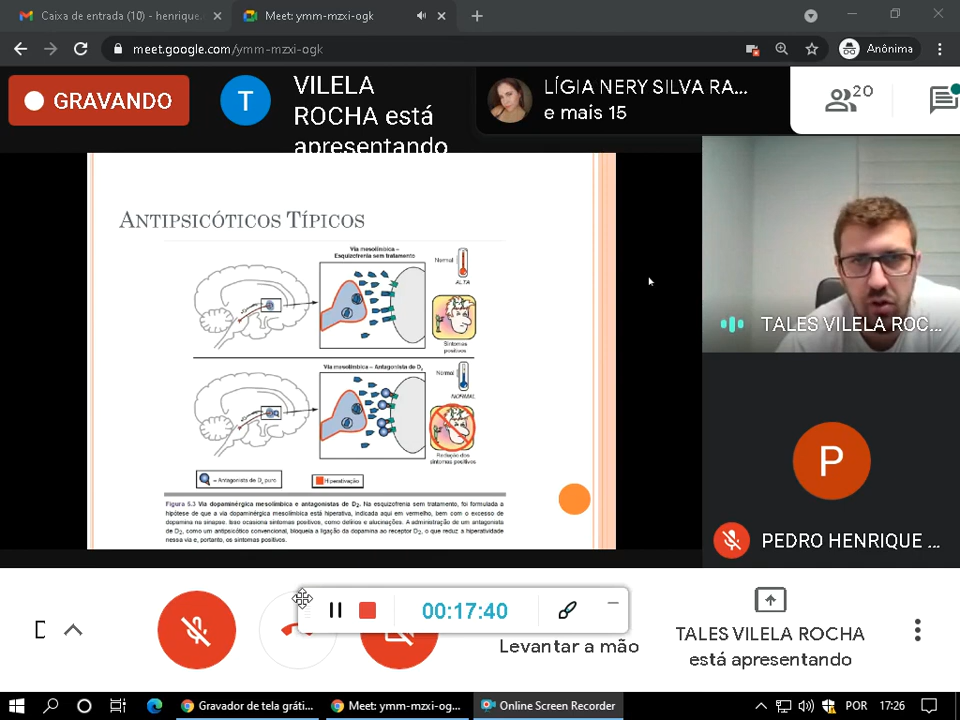 Caixa de entrada (10) - henrique.
Meet: ymm-mzxi-ogk
meet.google.com/ymm-mzxi-ogk
Anônima
GRAVANDO
T
VILELA
ROCHA está
apresentando
LÍGIA NERY SILVA RA...
e mais 15
20
ANTIPSICÓTICOS TÍPICOS
Via mesolímbica –
Esquizofrenia sem tratamento
Normal
ALTA
Sintomas
positivos
Via mesolímbica – Antagonista de D2
Normal
NORMAL
Redução dos
sintomas positivos
= Antagonista de D2 puro
Hiperativação
Figura 5.3 Via dopaminérgica mesolímbica e antagonistas de D2. Na esquizofrenia sem tratamento, foi formulada a
hipótese de que a via dopaminérgica mesolímbica está hiperativa, indicada aqui em vermelho, bem com o excesso de
dopamina na sinapse. Isso ocasiona sintomas positivos, como delírios e alucinações. A administração de um antagonista
de D2, como um antipsicótico convencional, bloqueia a ligação da dopamina ao receptor D2, o que reduz a hiperatividade
nessa via e, portanto, os sintomas positivos.
TALES VILELA ROC...
P
PEDRO HENRIQUE ...
00:17:40
Levantar a mão
TALES VILELA ROCHA
está apresentando
Gravador de tela gráti...
Meet: ymm-mzxi-og...
Online Screen Recorder
POR
17:26